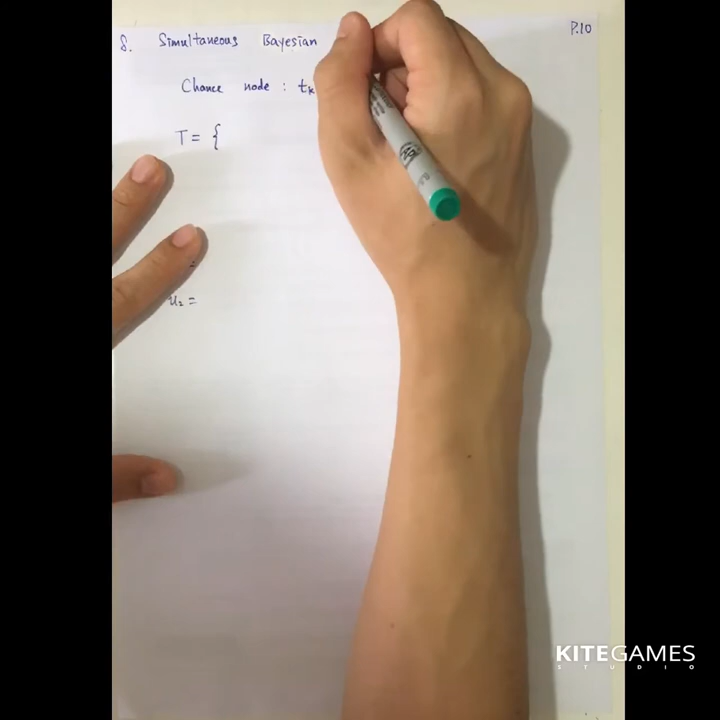 8. Simultaneous Bayesian
P.10
Chance node : tk
T = {
=
u₂ =
KITEGAMES
STUDIO